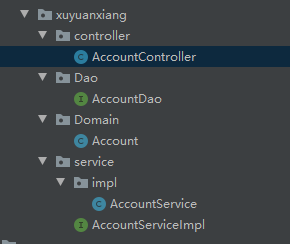 xuyuanxiang
controller
AccountController
Dao
AccountDao
Domain
Account
service
impl
AccountService
AccountServiceImpl